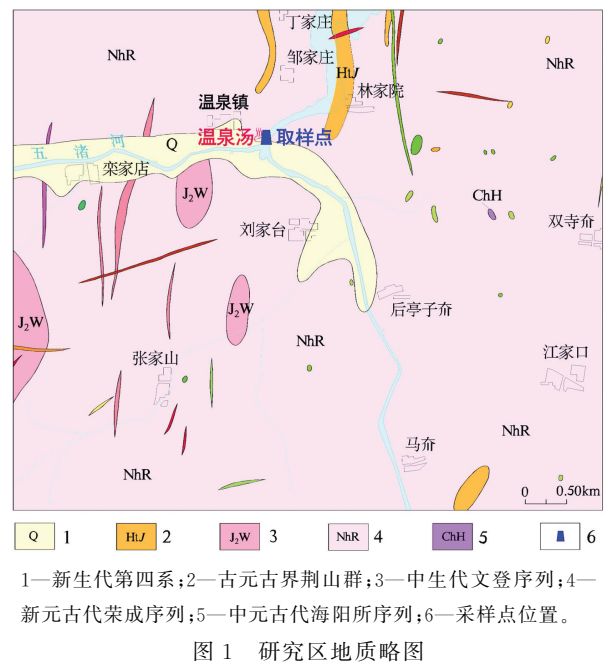 丁家庄
NhR
邹家庄
NhR
HtJ
林家院
温泉镇
温泉汤
取样点
五渚河
Q
栾家店
J₂W
ChH
双寺夼
刘家台
J₂W
J₂W
后亭子夼
NhR
张家山
江家口
NhR
马夼
NhR
0 0.50km
Q 1 HtJ 2 J₂W 3 NhR 4 ChH 5 6
1—新生代第四系;2—古元古界荆山群;3—中生代文登序列;4—
新元古代荣成序列;5—中元古代海阳所序列;6—采样点位置。
图 1 研究区地质略图